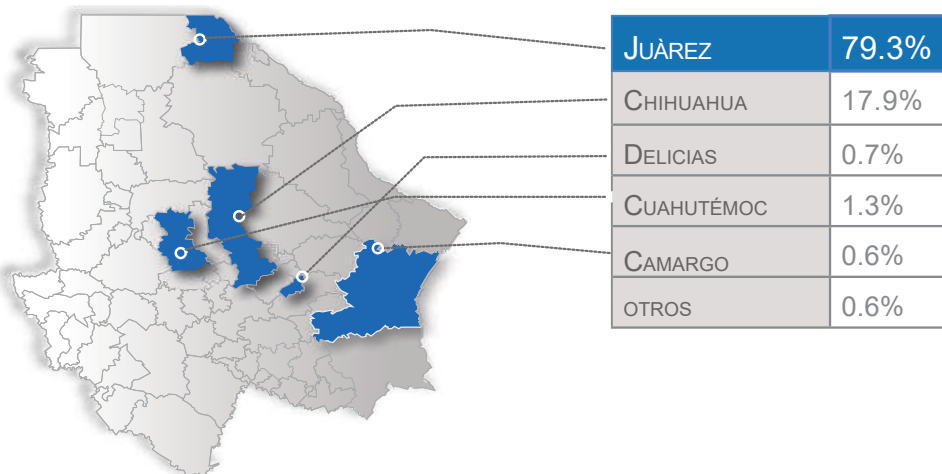 JUÀREZ 79.3%
CHIHUAHUA 17.9%
DELICIAS 0.7%
CUAHUTÉMOC 1.3%
CAMARGO 0.6%
OTROS 0.6%